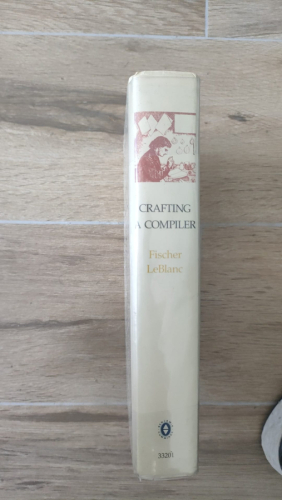 CRAFTING
A COMPILER
Fischer
LeBlanc
33201